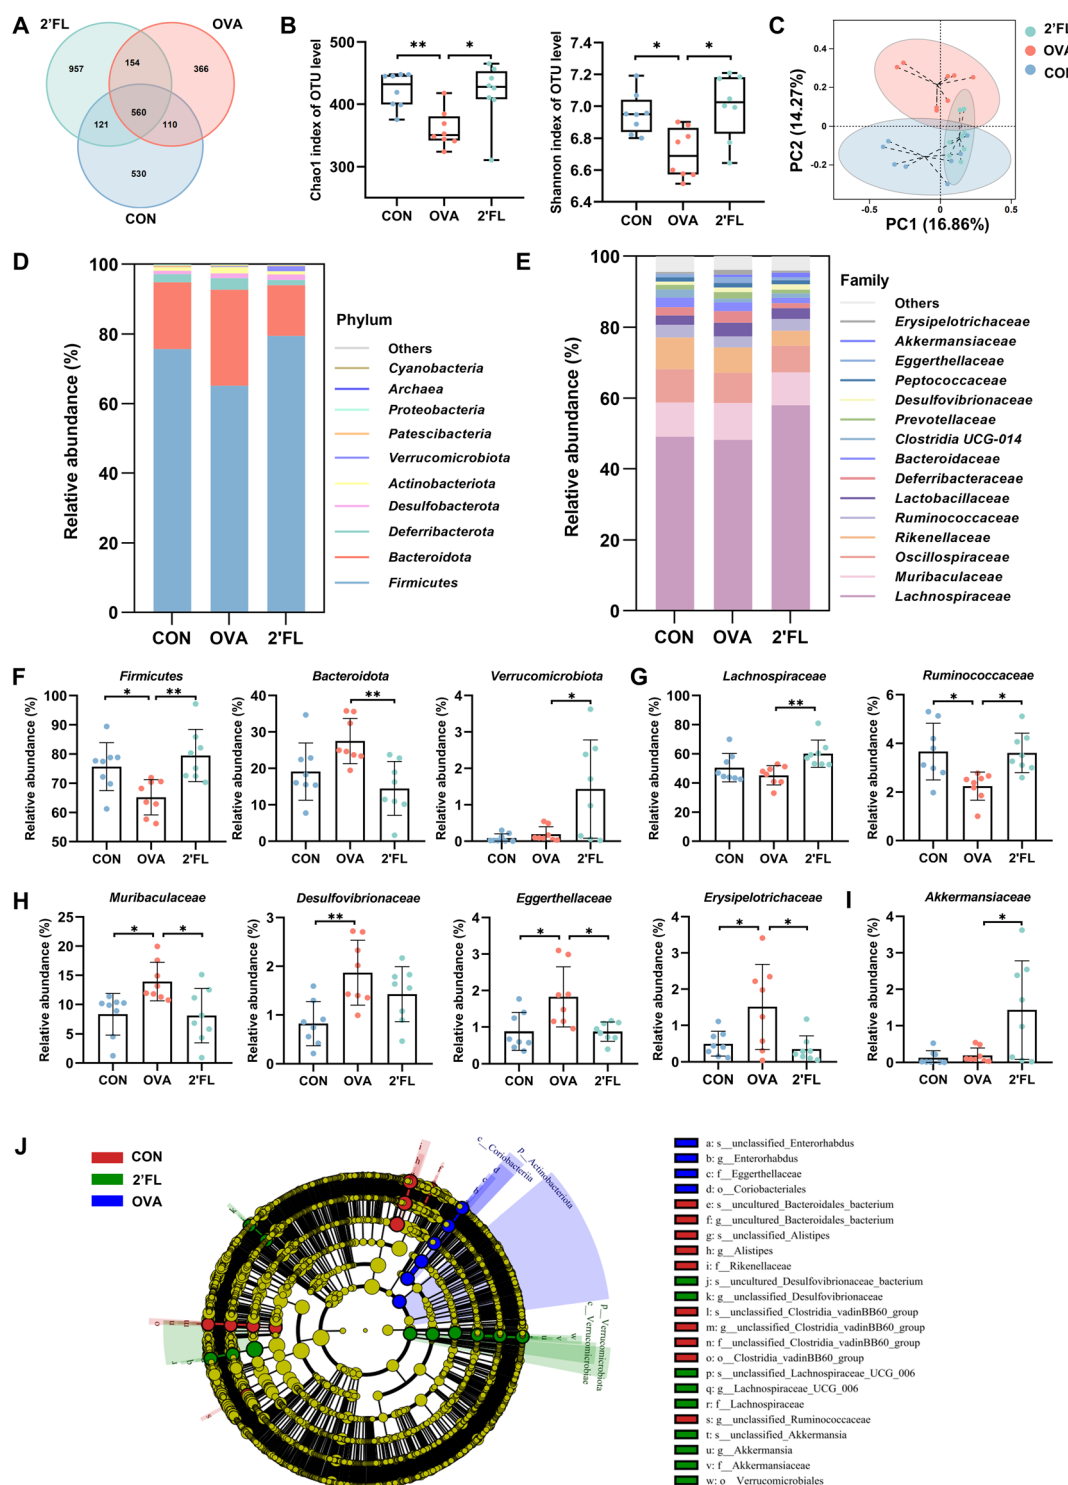 A
2'FL
OVA
957
154
366
560
121
110
530
CON
B
Chao1 index of OTU level
500
400
300
**
*
CON
OVA
2'FL
Shannon index of OTU level
7.4
7.2
7.0
6.8
6.6
6.4
*
*
CON
OVA
2'FL
C
2'FL
OVA
CON
PC2 (14.27%)
0.4
0.2
0
-0.2
-0.5
0
0.5
PC1 (16.86%)
D
Relative abundance (%)
100
80
60
40
20
0
CON
OVA
2'FL
Phylum
Others
Cyanobacteria
Archaea
Proteobacteria
Patescibacteria
Verrucomicrobiota
Actinobacteriota
Desulfobacterota
Deferribacterota
Bacteroidota
Firmicutes
E
Relative abundance (%)
100
80
60
40
20
0
CON
OVA
2'FL
Family
Others
Erysipelotrichaceae
Akkermansiaceae
Eggerthellaceae
Peptococcaceae
Desulfovibrionaceae
Prevotellaceae
Clostridia UCG-014
Bacteroidaceae
Deferribacteraceae
Lactobacillaceae
Ruminococcaceae
Rikenellaceae
Oscillospiraceae
Muribaculaceae
Lachnospiraceae
F
Firmicutes
Relative abundance (%)
100
90
80
70
60
50
*
**
CON
OVA
2'FL
Bacteroidota
Relative abundance (%)
40
30
20
10
0
**
CON
OVA
2'FL
Verrucomicrobiota
Relative abundance (%)
4
3
2
1
0
*
CON
OVA
2'FL
G
Lachnospiraceae
Relative abundance (%)
100
80
60
40
20
0
**
CON
OVA
2'FL
Ruminococcaceae
Relative abundance (%)
6
4
2
0
*
*
CON
OVA
2'FL
H
Muribaculaceae
Relative abundance (%)
25
20
15
10
5
0
*
*
CON
OVA
2'FL
Desulfovibrionaceae
Relative abundance (%)
3
2
1
0
**
CON
OVA
2'FL
Eggerthellaceae
Relative abundance (%)
4
3
2
1
0
*
*
CON
OVA
2'FL
Erysipelotrichaceae
Relative abundance (%)
4
3
2
1
0
*
*
CON
OVA
2'FL
I
Akkermansiaceae
Relative abundance (%)
4
3
2
1
0
*
CON
OVA
2'FL
J
CON
2'FL
OVA
c__Coriobacteriia
p__Actinobacteriota
p__Verrucomicrobiota
c__Verrucomicrobiae
a: s__unclassified_Enterorhabdus
b: g__Enterorhabdus
c: f__Eggerthellaceae
d: o__Coriobacteriales
e: s__uncultured_Bacteroidales_bacterium
f: g__uncultured_Bacteroidales_bacterium
g: s__unclassified_Alistipes
h: g__Alistipes
i: f__Rikenellaceae
j: s__uncultured_Desulfovibrionaceae_bacterium
k: g__unclassified_Desulfovibrionaceae
l: s__unclassified_Clostridia_vadinBB60_group
m: g__unclassified_Clostridia_vadinBB60_group
n: f__unclassified_Clostridia_vadinBB60_group
o: o__Clostridia_vadinBB60_group
p: s__unclassified_Lachnospiraceae_UCG_006
q: g__Lachnospiraceae_UCG_006
r: f__Lachnospiraceae
s: g__unclassified_Ruminococcaceae
t: s__unclassified_Akkermansia
u: g__Akkermansia
v: f__Akkermansiaceae
w: o__Verrucomicrobiales